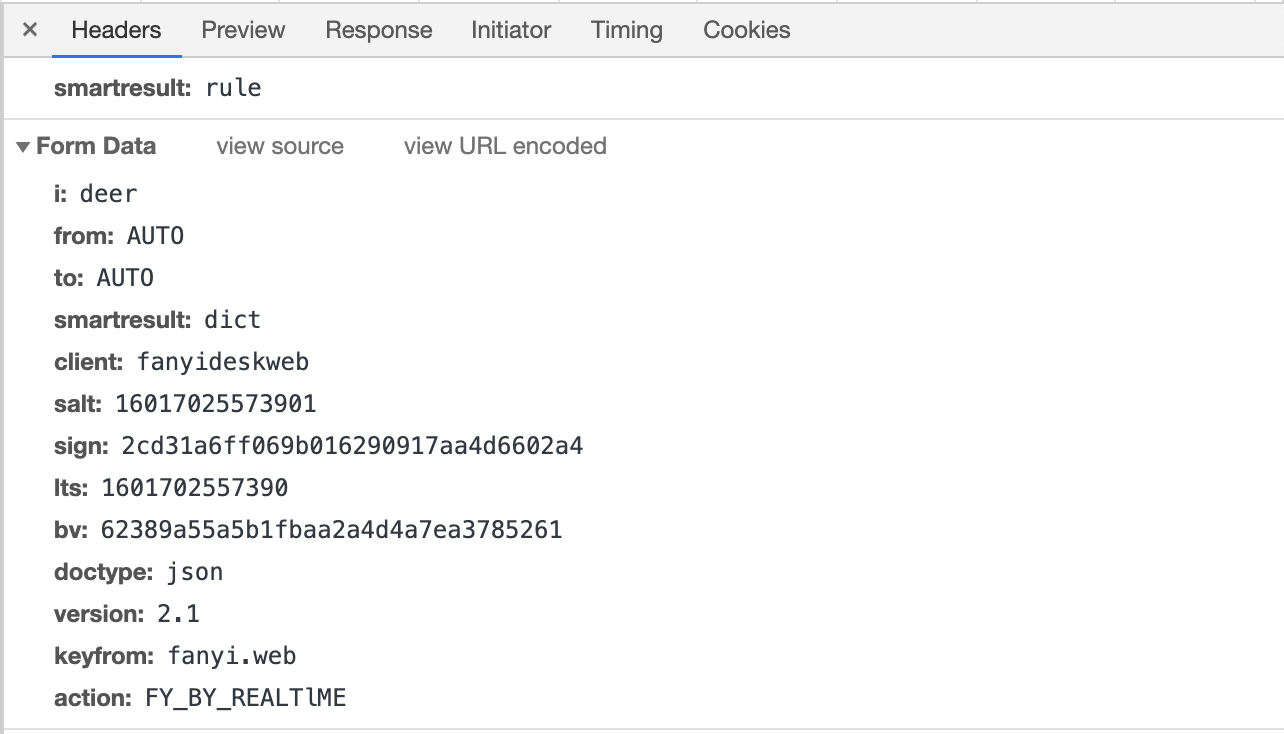 × Headers Preview Response Initiator Timing Cookies
smartresult: rule
▼ Form Data view source view URL encoded
i: deer
from: AUTO
to: AUTO
smartresult: dict
client: fanyideskweb
salt: 16017025573901
sign: 2cd31a6ff069b016290917aa4d6602a4
lts: 1601702557390
bv: 62389a55a5b1fbaa2a4d4a7ea3785261
doctype: json
version: 2.1
keyfrom: fanyi.web
action: FY_BY_REALTlME